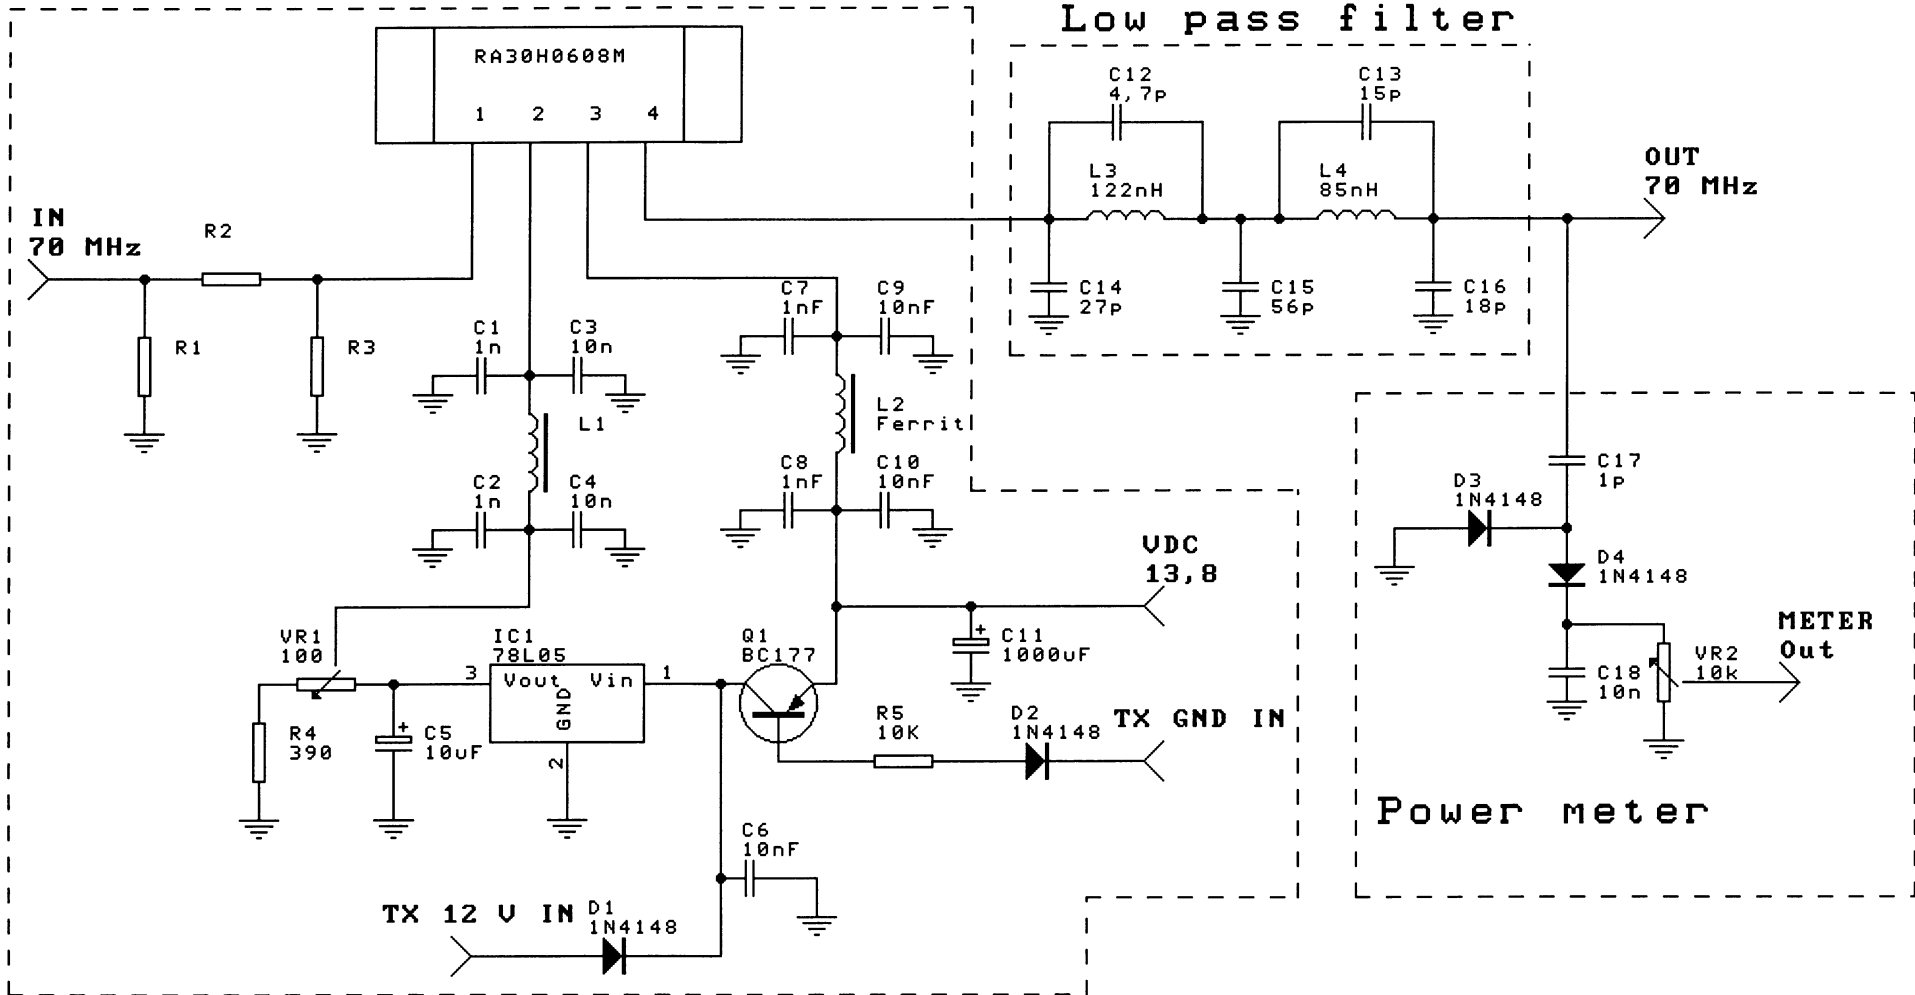 Low pass filter
RA30H0608M
1 2 3 4
C12
4,7p
C13
15p
L3
122nH
L4
85nH
OUT
70 MHz
IN
70 MHz
R2
R1
R3
C1
1n
C3
10n
C7
1nF
C9
10nF
C14
27p
C15
56p
C16
18p
L1
L2
Ferrit
C2
1n
C4
10n
C8
1nF
C10
10nF
C17
1p
D3
1N4148
D4
1N4148
VDC
13,8
VR1
100
IC1
78L05
3
Vout Vin
GND
1
2
Q1
BC177
C11
1000uF
METER
Out
VR2
10k
C18
10n
R4
390
C5
10uF
R5
10K
D2
1N4148
TX GND IN
Power meter
C6
10nF
TX 12 V IN
D1
1N4148